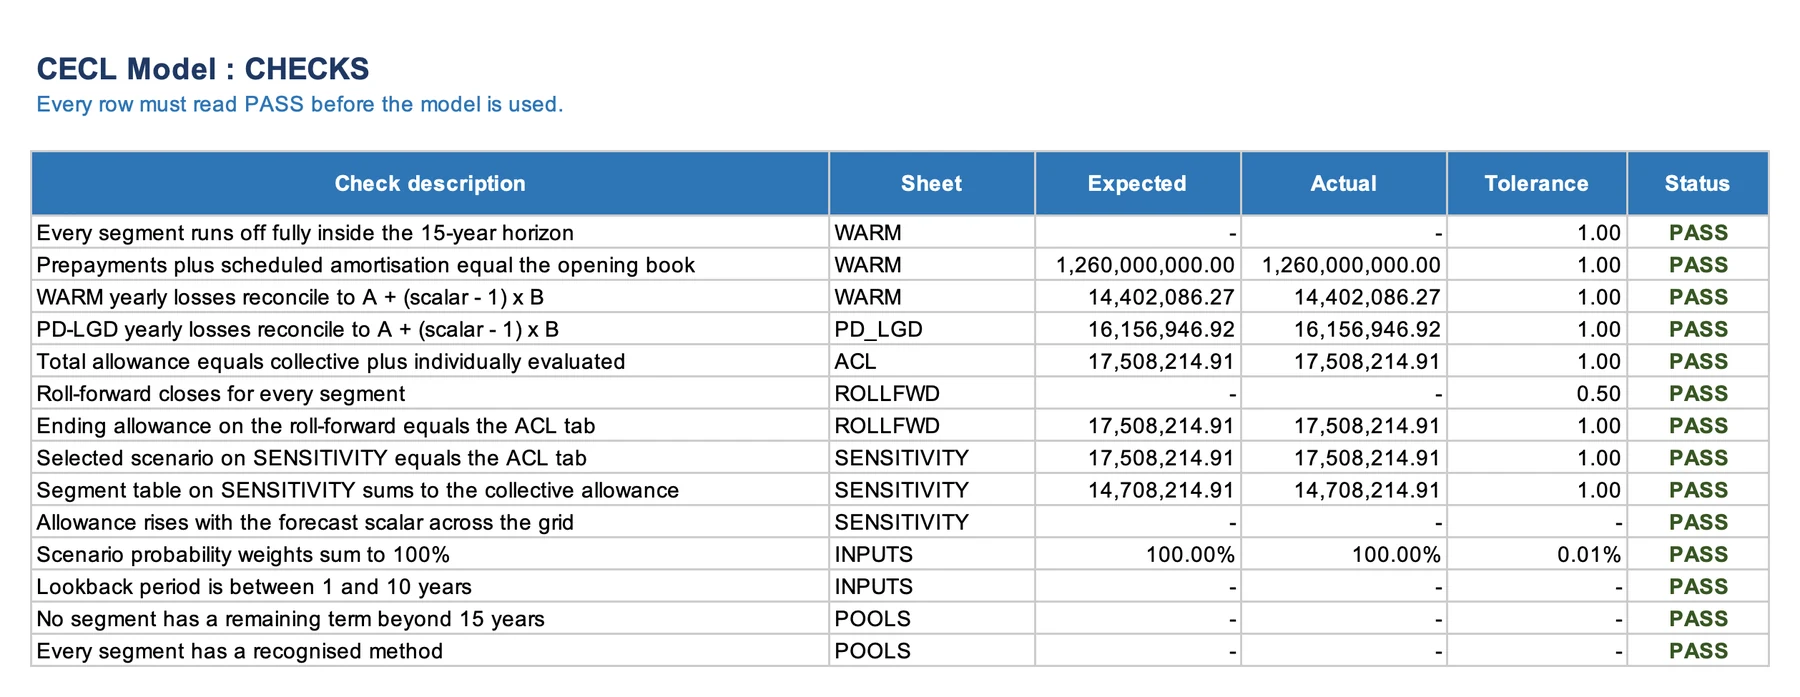 CECL Model : CHECKS
Every row must read PASS before the model is used.
Check description Sheet Expected Actual Tolerance Status
Every segment runs off fully inside the 15-year horizon WARM - - 1.00 PASS
Prepayments plus scheduled amortisation equal the opening book WARM 1,260,000,000.00 1,260,000,000.00 1.00 PASS
WARM yearly losses reconcile to A + (scalar - 1) x B WARM 14,402,086.27 14,402,086.27 1.00 PASS
PD-LGD yearly losses reconcile to A + (scalar - 1) x B PD_LGD 16,156,946.92 16,156,946.92 1.00 PASS
Total allowance equals collective plus individually evaluated ACL 17,508,214.91 17,508,214.91 1.00 PASS
Roll-forward closes for every segment ROLLFWD - - 0.50 PASS
Ending allowance on the roll-forward equals the ACL tab ROLLFWD 17,508,214.91 17,508,214.91 1.00 PASS
Selected scenario on SENSITIVITY equals the ACL tab SENSITIVITY 17,508,214.91 17,508,214.91 1.00 PASS
Segment table on SENSITIVITY sums to the collective allowance SENSITIVITY 14,708,214.91 14,708,214.91 1.00 PASS
Allowance rises with the forecast scalar across the grid SENSITIVITY - - - PASS
Scenario probability weights sum to 100% INPUTS 100.00% 100.00% 0.01% PASS
Lookback period is between 1 and 10 years INPUTS - - - PASS
No segment has a remaining term beyond 15 years POOLS - - - PASS
Every segment has a recognised method POOLS - - - PASS